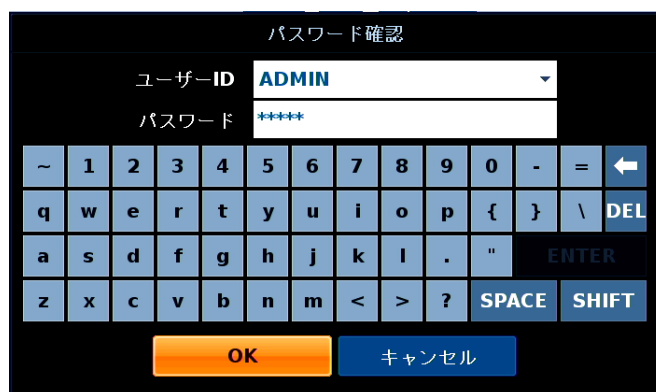 パスワード確認
ユーザーID ADMIN
パスワード *****
~ 1 2 3 4 5 6 7 8 9 0 - =
q w e r t y u i o p { } \ DEL
a s d f g h j k l . " ENTER
z x c v b n m < > ? SPACE SHIFT
OK キャンセル